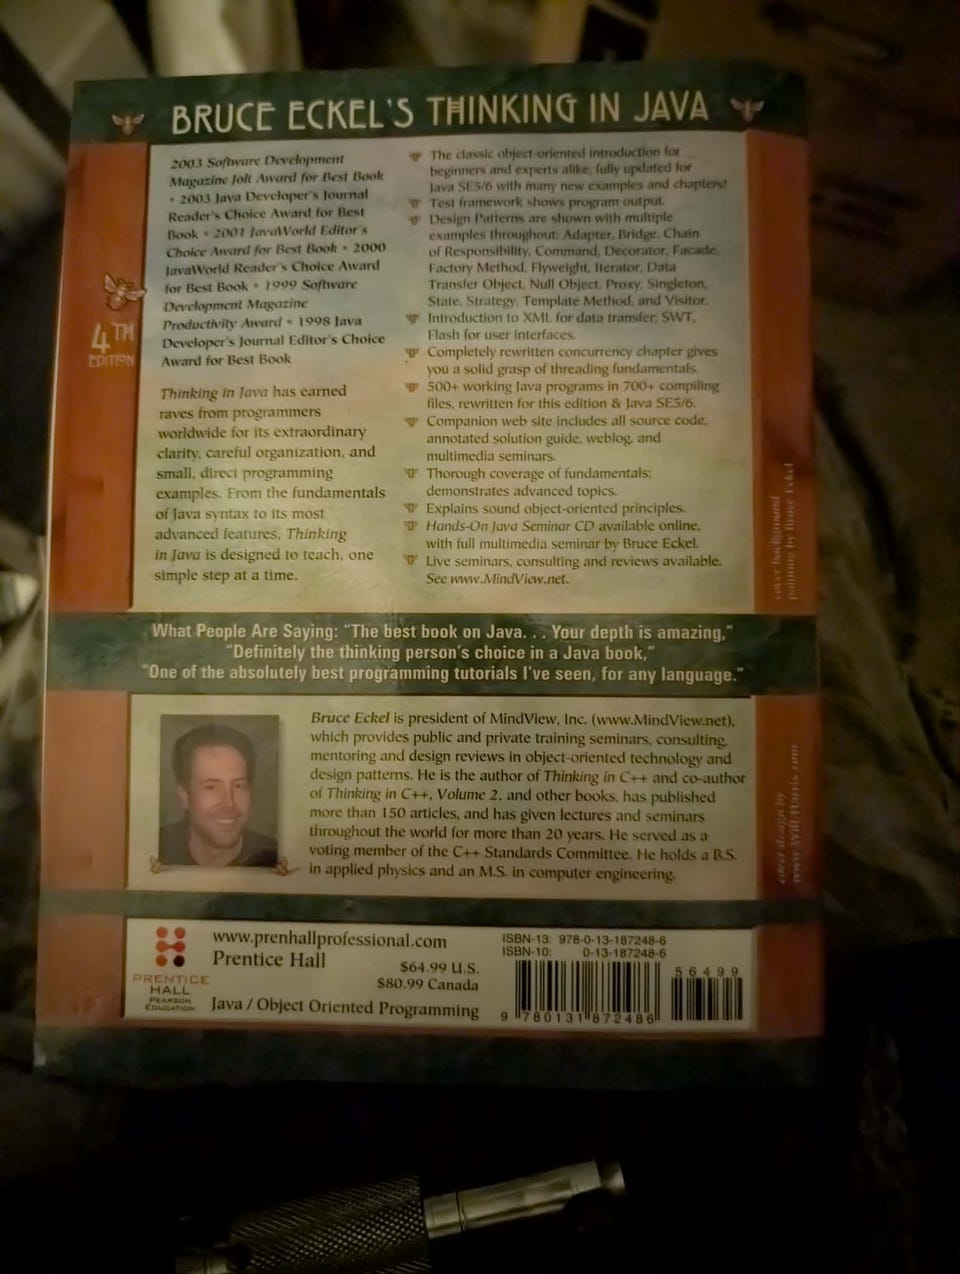 BRUCE ECKEL'S THINKING IN JAVA
4TH
EDITION
2003 Software Development
Magazine Jolt Award for Best Book
• 2003 Java Developer's Journal
Reader's Choice Award for Best
Book • 2001 JavaWorld Editor's
Choice Award for Best Book • 2000
JavaWorld Reader's Choice Award
for Best Book • 1999 Software
Development Magazine
Productivity Award • 1998 Java
Developer's Journal Editor's Choice
Award for Best Book
Thinking in Java has earned
raves from programmers
worldwide for its extraordinary
clarity, careful organization, and
small, direct programming
examples. From the fundamentals
of Java syntax to its most
advanced features, Thinking
in Java is designed to teach, one
simple step at a time.
The classic object-oriented introduction for
beginners and experts alike, fully updated for
Java SE5/6 with many new examples and chapters!
Test framework shows program output.
Design Patterns are shown with multiple
examples throughout: Adapter, Bridge, Chain
of Responsibility, Command, Decorator, Facade,
Factory Method, Flyweight, Iterator, Data
Transfer Object, Null Object, Proxy, Singleton,
State, Strategy, Template Method, and Visitor.
Introduction to XML for data transfer; SWT,
Flash for user interfaces.
Completely rewritten concurrency chapter gives
you a solid grasp of threading fundamentals.
500+ working Java programs in 700+ compiling
files, rewritten for this edition & Java SE5/6.
Companion web site includes all source code,
annotated solution guide, weblog, and
multimedia seminars.
Thorough coverage of fundamentals;
demonstrates advanced topics.
Explains sound object-oriented principles.
Hands-On Java Seminar CD available online,
with full multimedia seminar by Bruce Eckel.
Live seminars, consulting and reviews available.
See www.MindView.net.
cover background
painting by Bruce Eckel
What People Are Saying: "The best book on Java. . . Your depth is amazing,"
"Definitely the thinking person's choice in a Java book,"
"One of the absolutely best programming tutorials I've seen, for any language."
Bruce Eckel is president of MindView, Inc. (www.MindView.net),
which provides public and private training seminars, consulting,
mentoring and design reviews in object-oriented technology and
design patterns. He is the author of Thinking in C++ and co-author
of Thinking in C++, Volume 2, and other books, has published
more than 150 articles, and has given lectures and seminars
throughout the world for more than 20 years. He served as a
voting member of the C++ Standards Committee. He holds a B.S.
in applied physics and an M.S. in computer engineering.
cover design by
www.Will-Harris.com
PRENTICE
HALL
PEARSON
EDUCATION
www.prenhallprofessional.com
Prentice Hall
$64.99 U.S.
$80.99 Canada
Java / Object Oriented Programming
ISBN-13: 978-0-13-187248-6
ISBN-10: 0-13-187248-6
56499
9 780131 872486